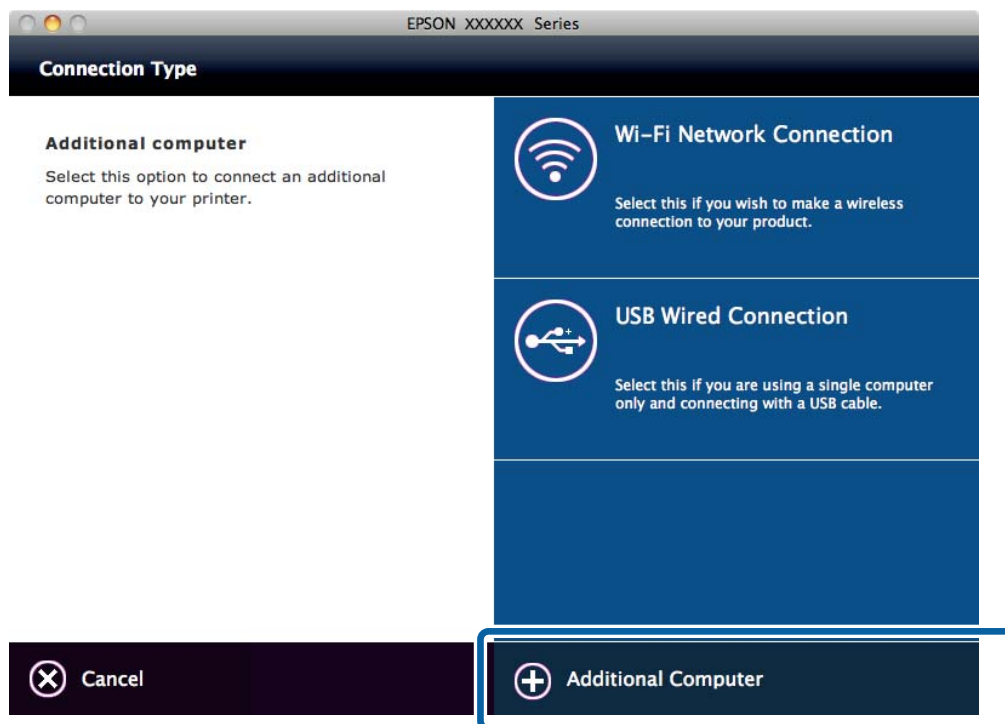 EPSON XXXXXX Series
Connection Type
Additional computer
Select this option to connect an additional
computer to your printer.
Wi-Fi Network Connection
Select this if you wish to make a wireless
connection to your product.
USB Wired Connection
Select this if you are using a single computer
only and connecting with a USB cable.
Cancel
Additional Computer